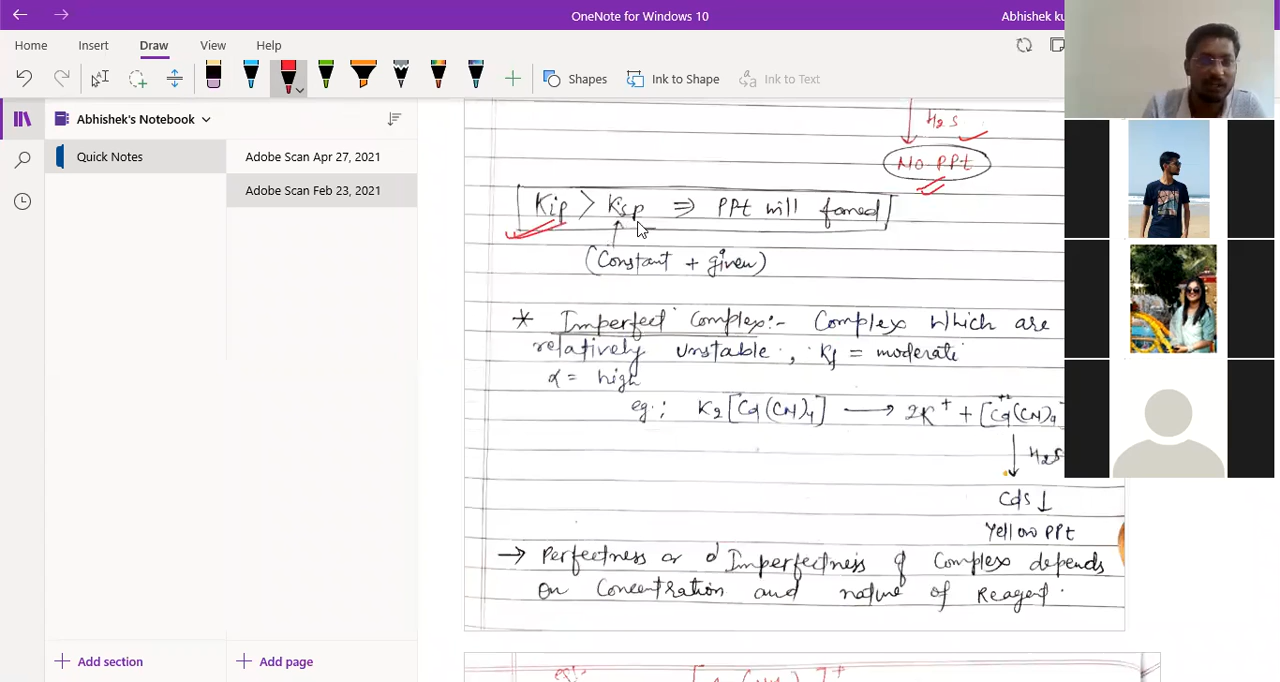 OneNote for Windows 10
Abhishek ku
Home Insert Draw View Help
Shapes Ink to Shape Ink to Text
Abhishek's Notebook
Quick Notes
Adobe Scan Apr 27, 2021
Adobe Scan Feb 23, 2021
H2S
No PPt
Kip > Ksp ⇒ PPt will formed
(Constant + given)
* Imperfect Complex:- Complex which are
relatively unstable, Kf = moderate
α = high
eg.; K2[Cd(CN)4] → 2K+ + [Cd(CN)4
+2
H2S
Cds ↓
Yellow PPt
→ Perfectness or Imperfectness of Complex depends
On Concentration and nature of Reagent.
eg:-
+ Add section + Add page